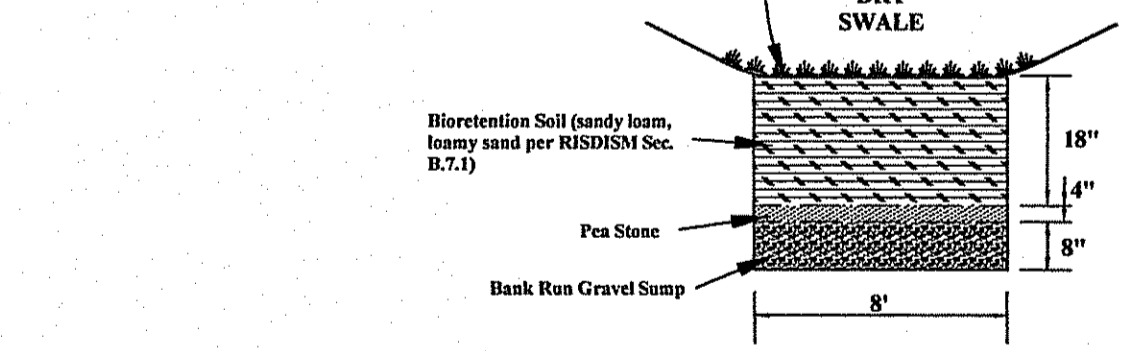 SWALE
Bioretention Soil (sandy loam,
loamy sand per RISDISM Sec.
B.7.1)
18"
4"
Pea Stone
8"
Bank Run Gravel Sump
8'